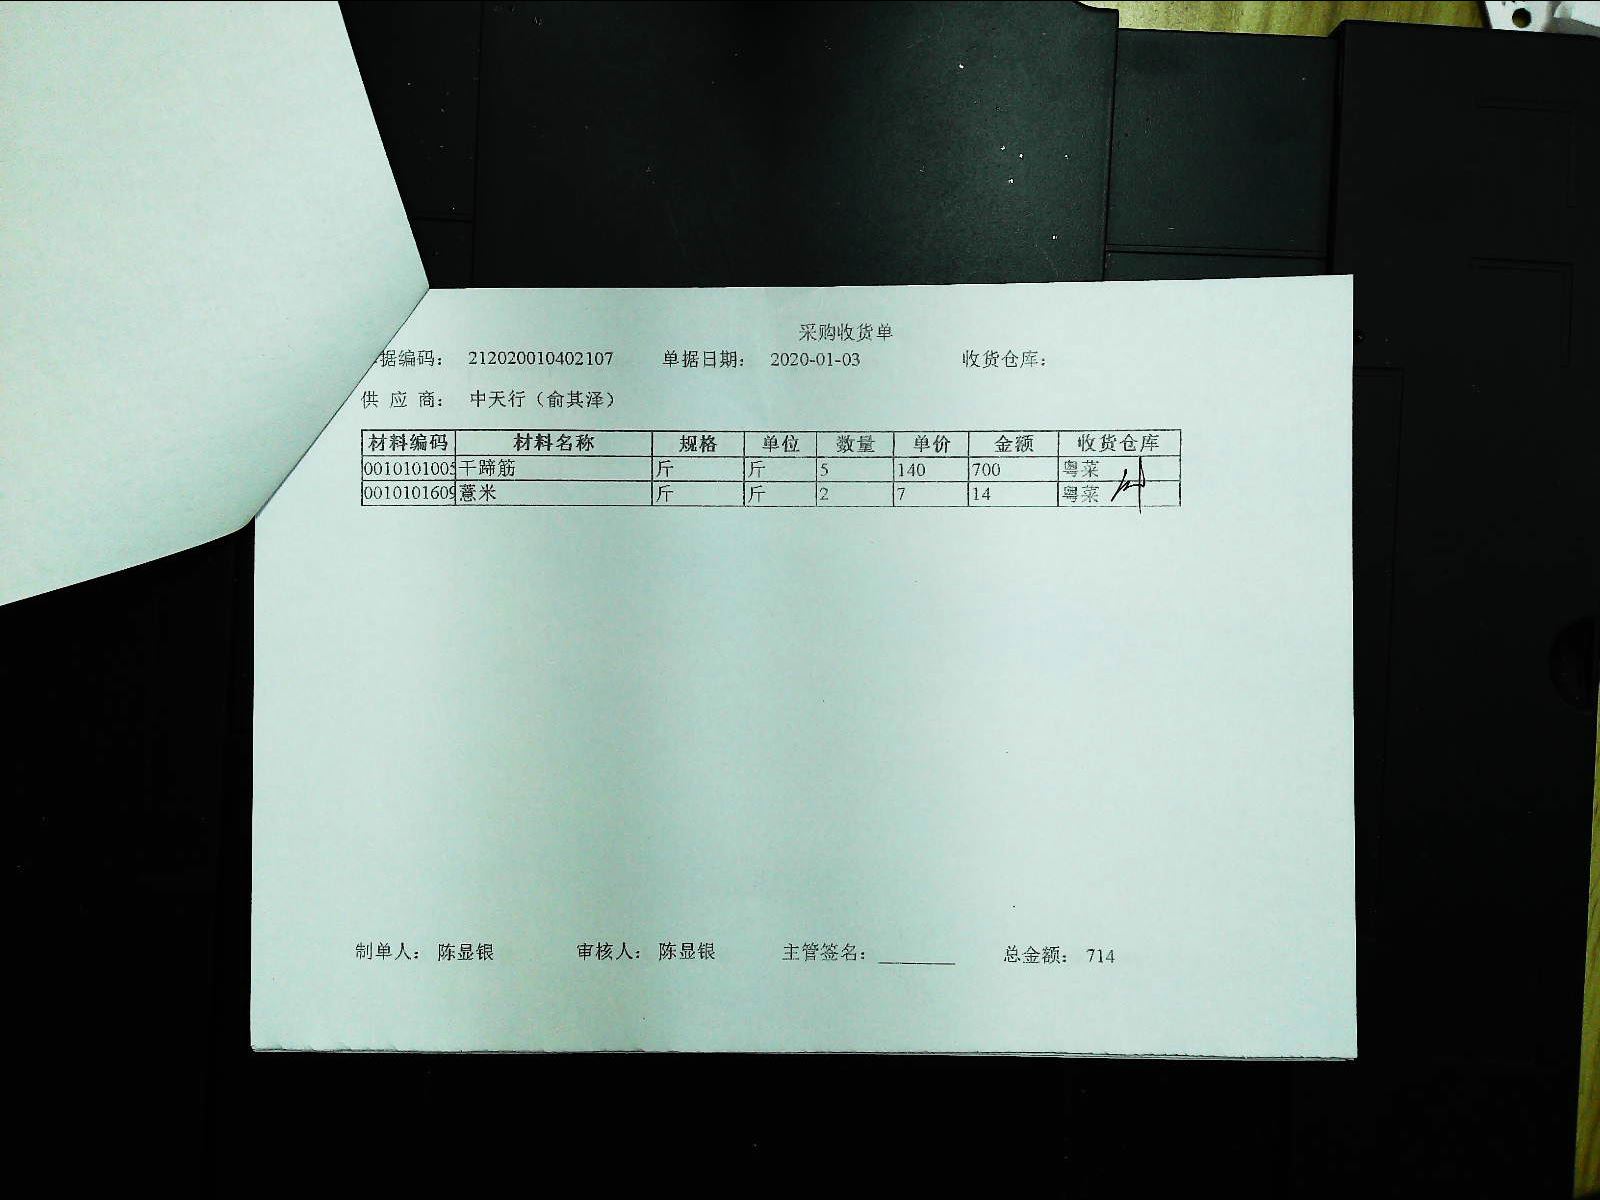 采购收货单
据编码： 212020010402107 单据日期： 2020-01-03 收货仓库：
供 应 商： 中天行（俞其泽）
材料编码 材料名称 规格 单位 数量 单价 金额 收货仓库
0010101005 干蹄筋 斤 斤 5 140 700 粤菜
0010101609 薏米 斤 斤 2 7 14 粤菜
制单人： 陈显银 审核人： 陈显银 主管签名：________ 总金额： 714